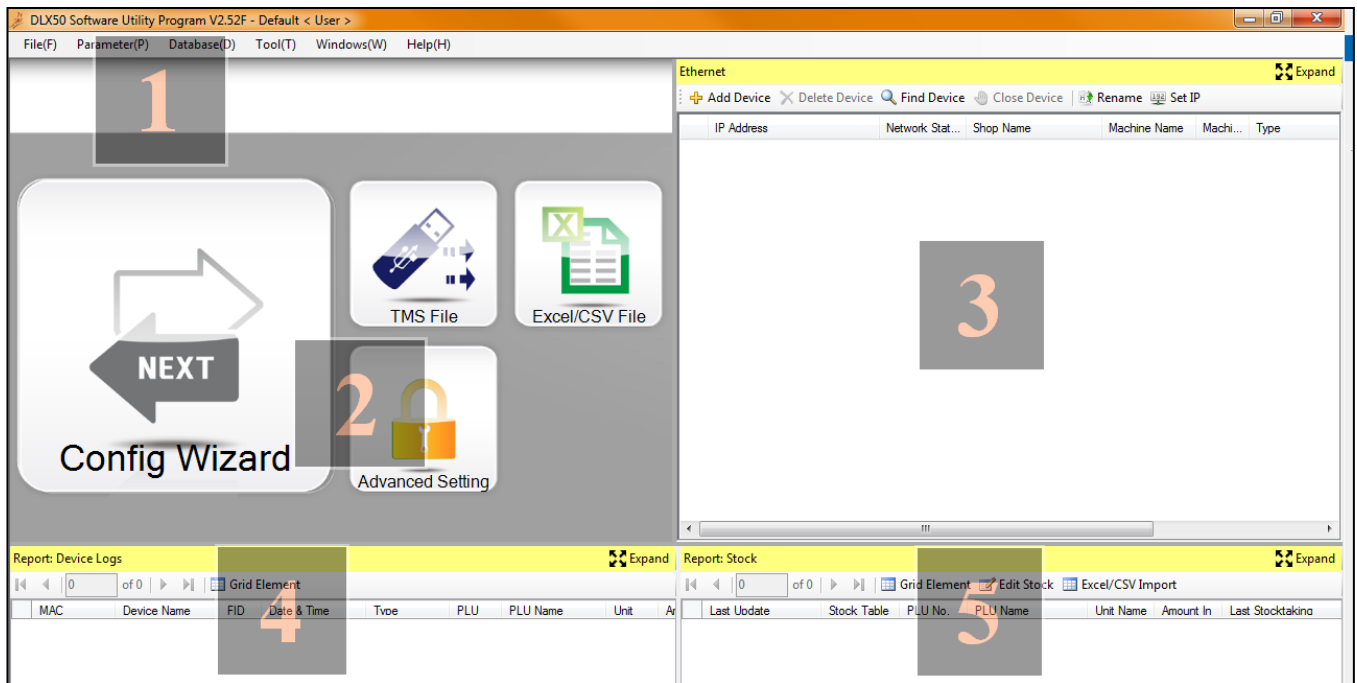 DLX50 Software Utility Program V2.52F - Default < User >
File(F) Parameter(P) Database(D) Tool(T) Windows(W) Help(H)
1
Ethernet Expand
Add Device Delete Device Find Device Close Device Rename Set IP
IP Address Network Stat... Shop Name Machine Name Machi... Type
3
TMS File
Excel/CSV File
NEXT
Config Wizard
2
Advanced Setting
Report: Device Logs Expand
0 of 0 Grid Element
MAC Device Name FID Date & Time Type PLU PLU Name Unit
4
Report: Stock Expand
0 of 0 Grid Element Edit Stock Excel/CSV Import
Last Update Stock Table PLU No. PLU Name Unit Name Amount In Last Stocktaking
5